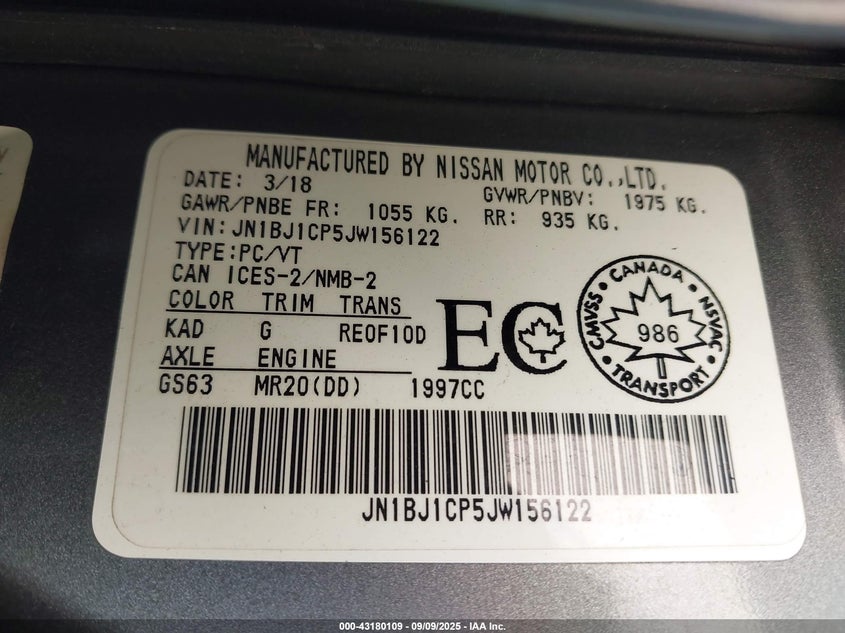 MANUFACTURED BY NISSAN MOTOR CO.,LTD.
DATE: 3/18 GVWR/PNBV: 1975 KG.
GAWR/PNBE FR: 1055 KG. RR: 935 KG.
VIN:JN1BJ1CP5JW156122
TYPE:PC/VT
CAN ICES-2/NMB-2
COLOR TRIM TRANS
KAD G RE0F10D
AXLE ENGINE
GS63 MR20(DD) 1997CC
EC
CANADA
CMVSS 986 NSVAC
TRANSPORT
JN1BJ1CP5JW156122
000-43180109 - 09/09/2025 - IAA Inc.